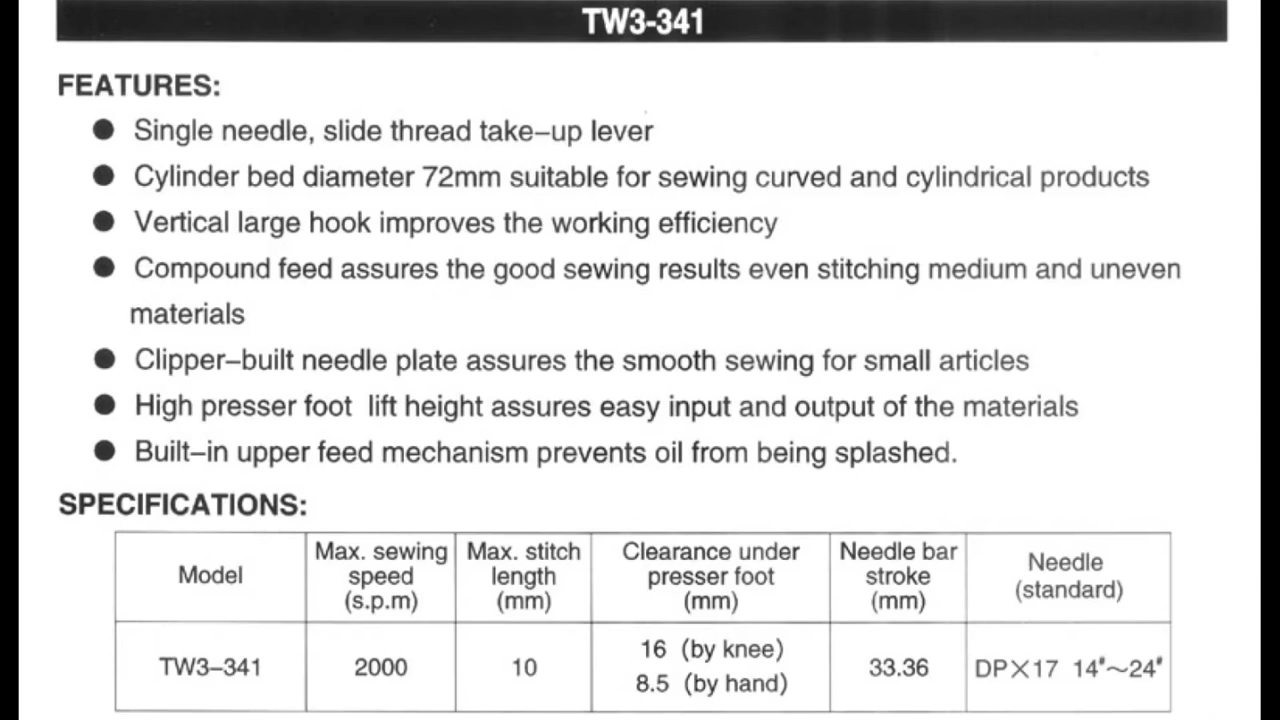 TW3-341
FEATURES:
● Single needle, slide thread take–up lever
● Cylinder bed diameter 72mm suitable for sewing curved and cylindrical products
● Vertical large hook improves the working efficiency
● Compound feed assures the good sewing results even stitching medium and uneven
materials
● Clipper–built needle plate assures the smooth sewing for small articles
● High presser foot lift height assures easy input and output of the materials
● Built–in upper feed mechanism prevents oil from being splashed.
SPECIFICATIONS:
Model
Max. sewing
speed
(s.p.m)
Max. stitch
length
(mm)
Clearance under
presser foot
(mm)
Needle bar
stroke
(mm)
Needle
(standard)
TW3–341
2000
10
16 (by knee)
8.5 (by hand)
33.36
DP×17 14#~24#